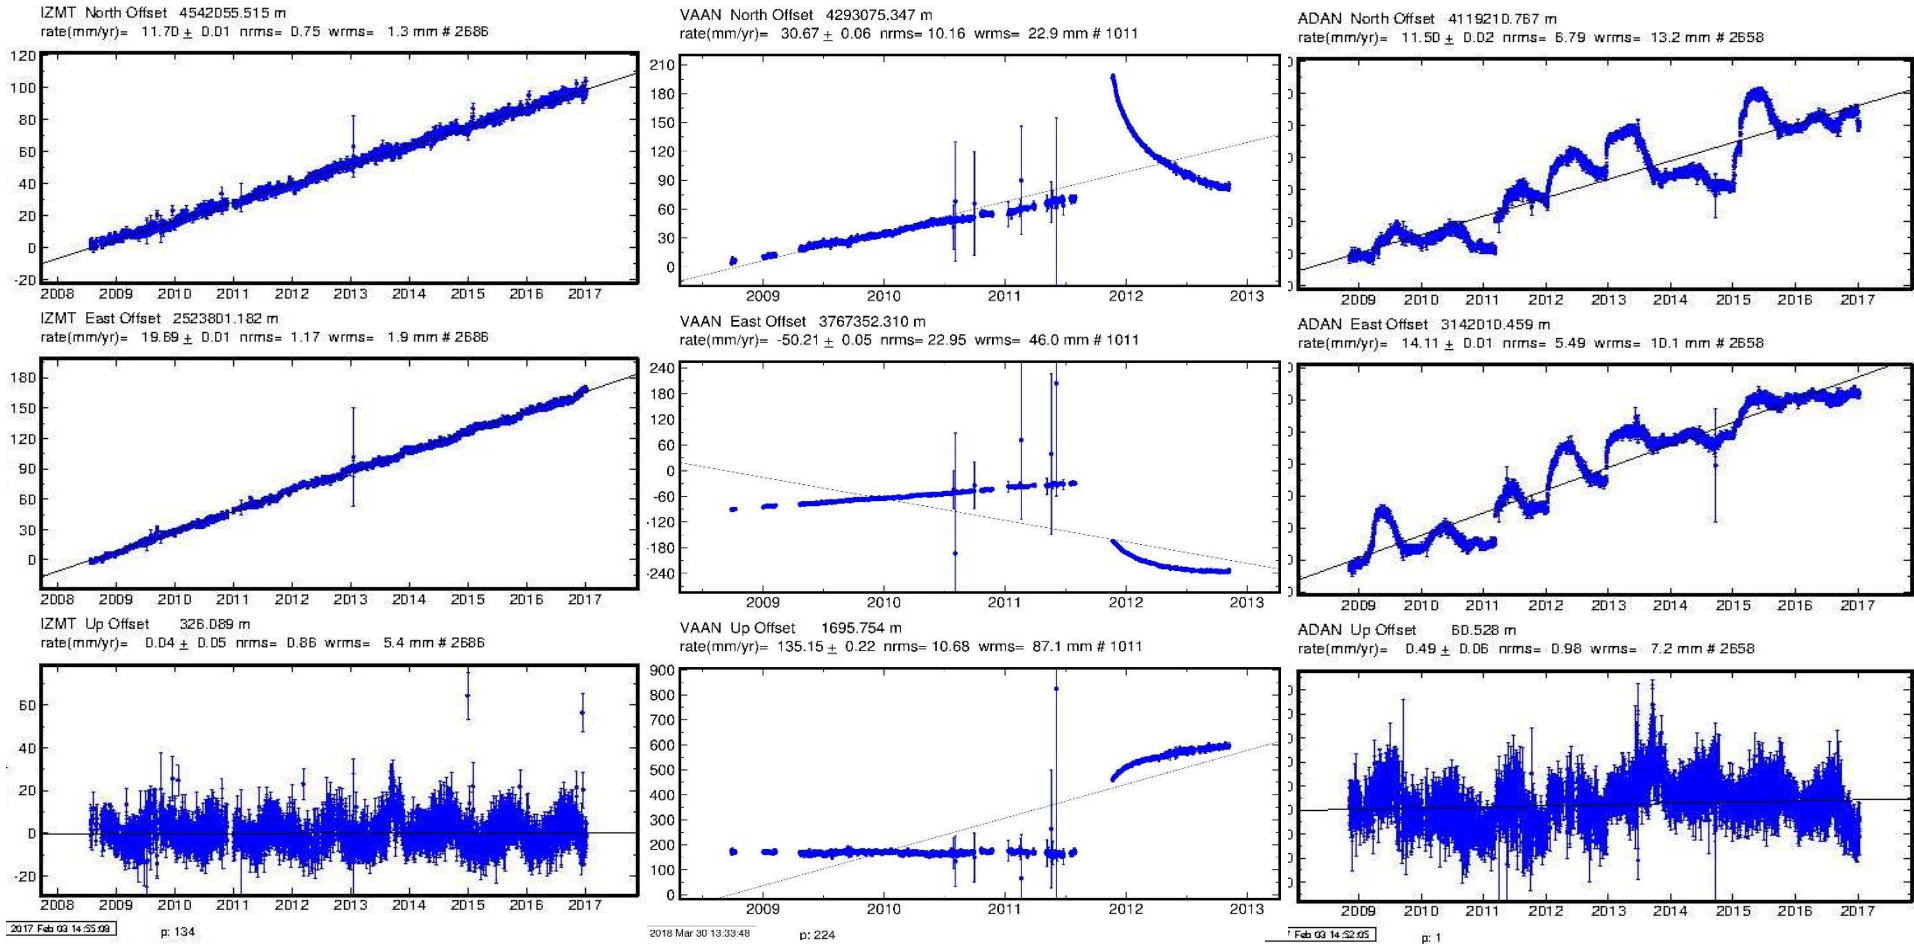 IZMT North Offset 4542055.515 m
rate(mm/yr)= 11.70 ± 0.01 nrms= 0.75 wrms= 1.3 mm # 2686
120
100
80
60
40
20
0
-20
2008 2009 2010 2011 2012 2013 2014 2015 2016 2017
IZMT East Offset 2523801.182 m
rate(mm/yr)= 19.69 ± 0.01 nrms= 1.17 wrms= 1.9 mm # 2686
180
150
120
90
60
30
0
2008 2009 2010 2011 2012 2013 2014 2015 2016 2017
IZMT Up Offset 326.089 m
rate(mm/yr)= 0.04 ± 0.05 nrms= 0.86 wrms= 5.4 mm # 2686
60
40
20
0
-20
2008 2009 2010 2011 2012 2013 2014 2015 2016 2017
2017 Feb 03 14:55:09
p: 134
VAAN North Offset 4293075.347 m
rate(mm/yr)= 30.67 ± 0.06 nrms= 10.16 wrms= 22.9 mm # 1011
210
180
150
120
90
60
30
0
2009 2010 2011 2012 2013
VAAN East Offset 3767352.310 m
rate(mm/yr)= -50.21 ± 0.05 nrms= 22.95 wrms= 46.0 mm # 1011
240
180
120
60
0
-60
-120
-180
-240
2009 2010 2011 2012 2013
VAAN Up Offset 1695.754 m
rate(mm/yr)= 135.15 ± 0.22 nrms= 10.68 wrms= 87.1 mm # 1011
900
800
700
600
500
400
300
200
100
0
2009 2010 2011 2012 2013
2018 Mar 30 13:33:48
p: 224
ADAN North Offset 4119210.767 m
rate(mm/yr)= 11.50 ± 0.02 nrms= 6.79 wrms= 13.2 mm # 2658
2009 2010 2011 2012 2013 2014 2015 2016 2017
ADAN East Offset 3142010.459 m
rate(mm/yr)= 14.11 ± 0.01 nrms= 5.49 wrms= 10.1 mm # 2658
2009 2010 2011 2012 2013 2014 2015 2016 2017
ADAN Up Offset 60.528 m
rate(mm/yr)= 0.49 ± 0.06 nrms= 0.98 wrms= 7.2 mm # 2658
2009 2010 2011 2012 2013 2014 2015 2016 2017
7 Feb 03 14:52:05
p: 1